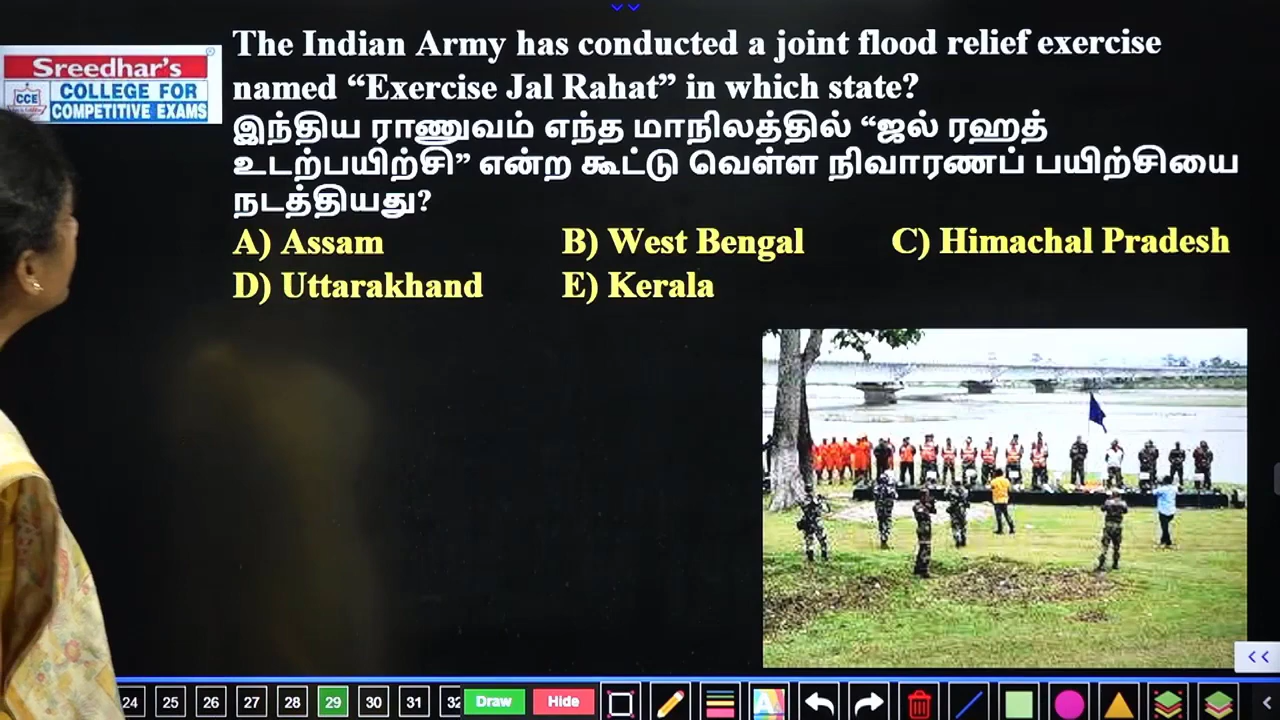 Sreedhar's
CCE
COLLEGE FOR
COMPETITIVE EXAMS
The Indian Army has conducted a joint flood relief exercise
named “Exercise Jal Rahat” in which state?
இந்திய ராணுவம் எந்த மாநிலத்தில் “ஜல் ரஹத்
உடற்பயிற்சி” என்ற கூட்டு வெள்ள நிவாரணப் பயிற்சியை
நடத்தியது?
A) Assam B) West Bengal C) Himachal Pradesh
D) Uttarakhand E) Kerala
24 25 26 27 28 29 30 31 32 Draw Hide A